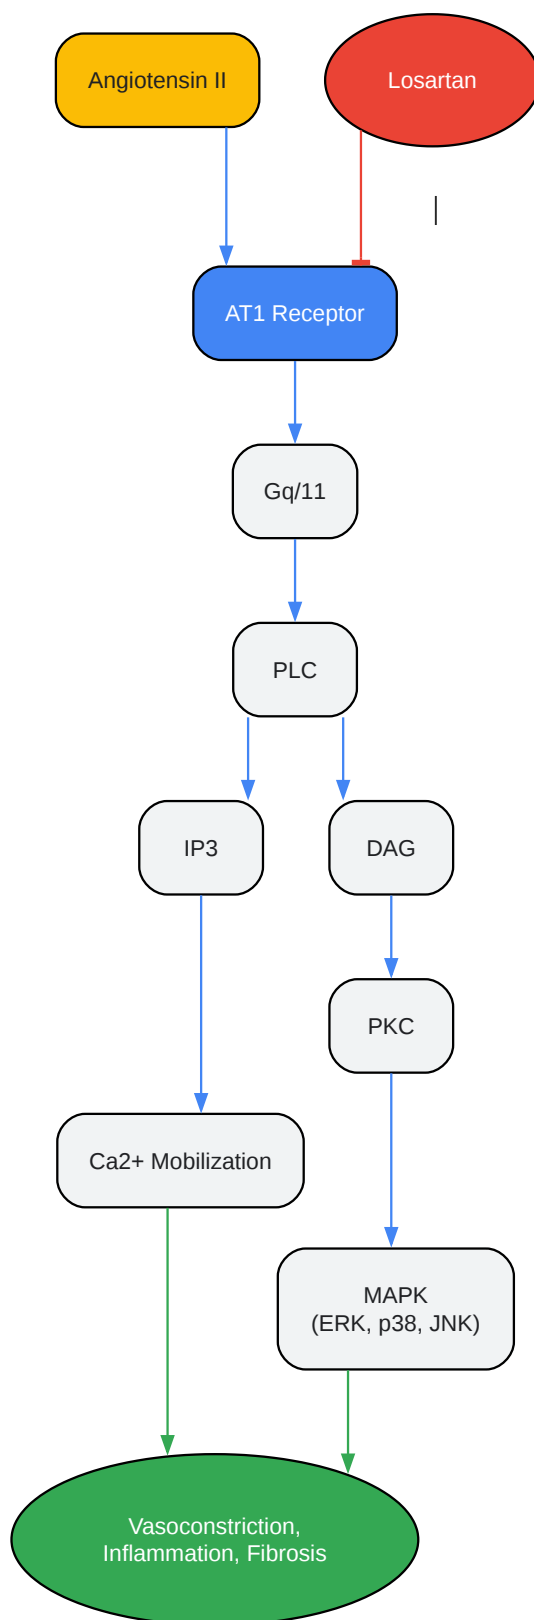 Angiotensin II
Losartan
|
AT1 Receptor
Gq/11
PLC
IP3
DAG
PKC
Ca2+ Mobilization
MAPK
(ERK, p38, JNK)
Vasoconstriction,
Inflammation, Fibrosis